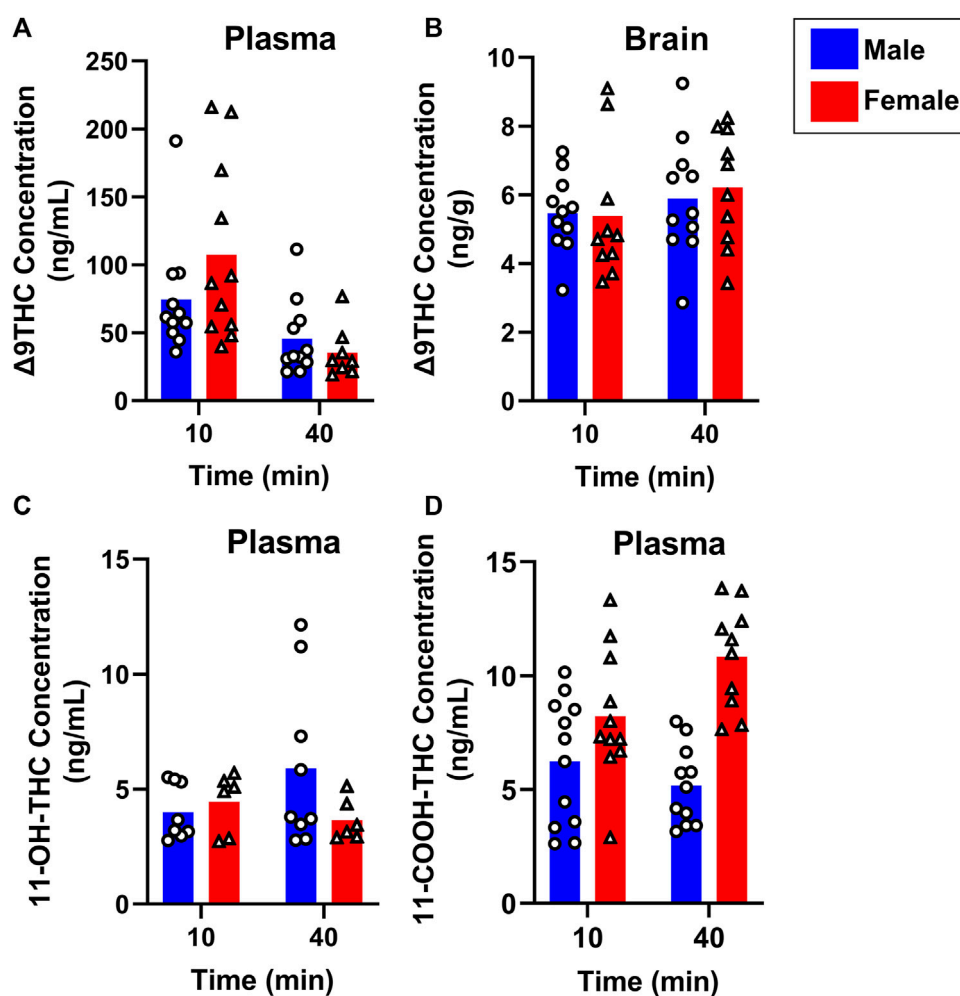 A
Plasma
Δ9THC Concentration
(ng/mL)
250
200
150
100
50
0
10
40
Time (min)
B
Brain
Δ9THC Concentration
(ng/g)
10
8
6
4
2
0
10
40
Time (min)
Male
Female
C
Plasma
11-OH-THC Concentration
(ng/mL)
15
10
5
0
10
40
Time (min)
D
Plasma
11-COOH-THC Concentration
(ng/mL)
15
10
5
0
10
40
Time (min)